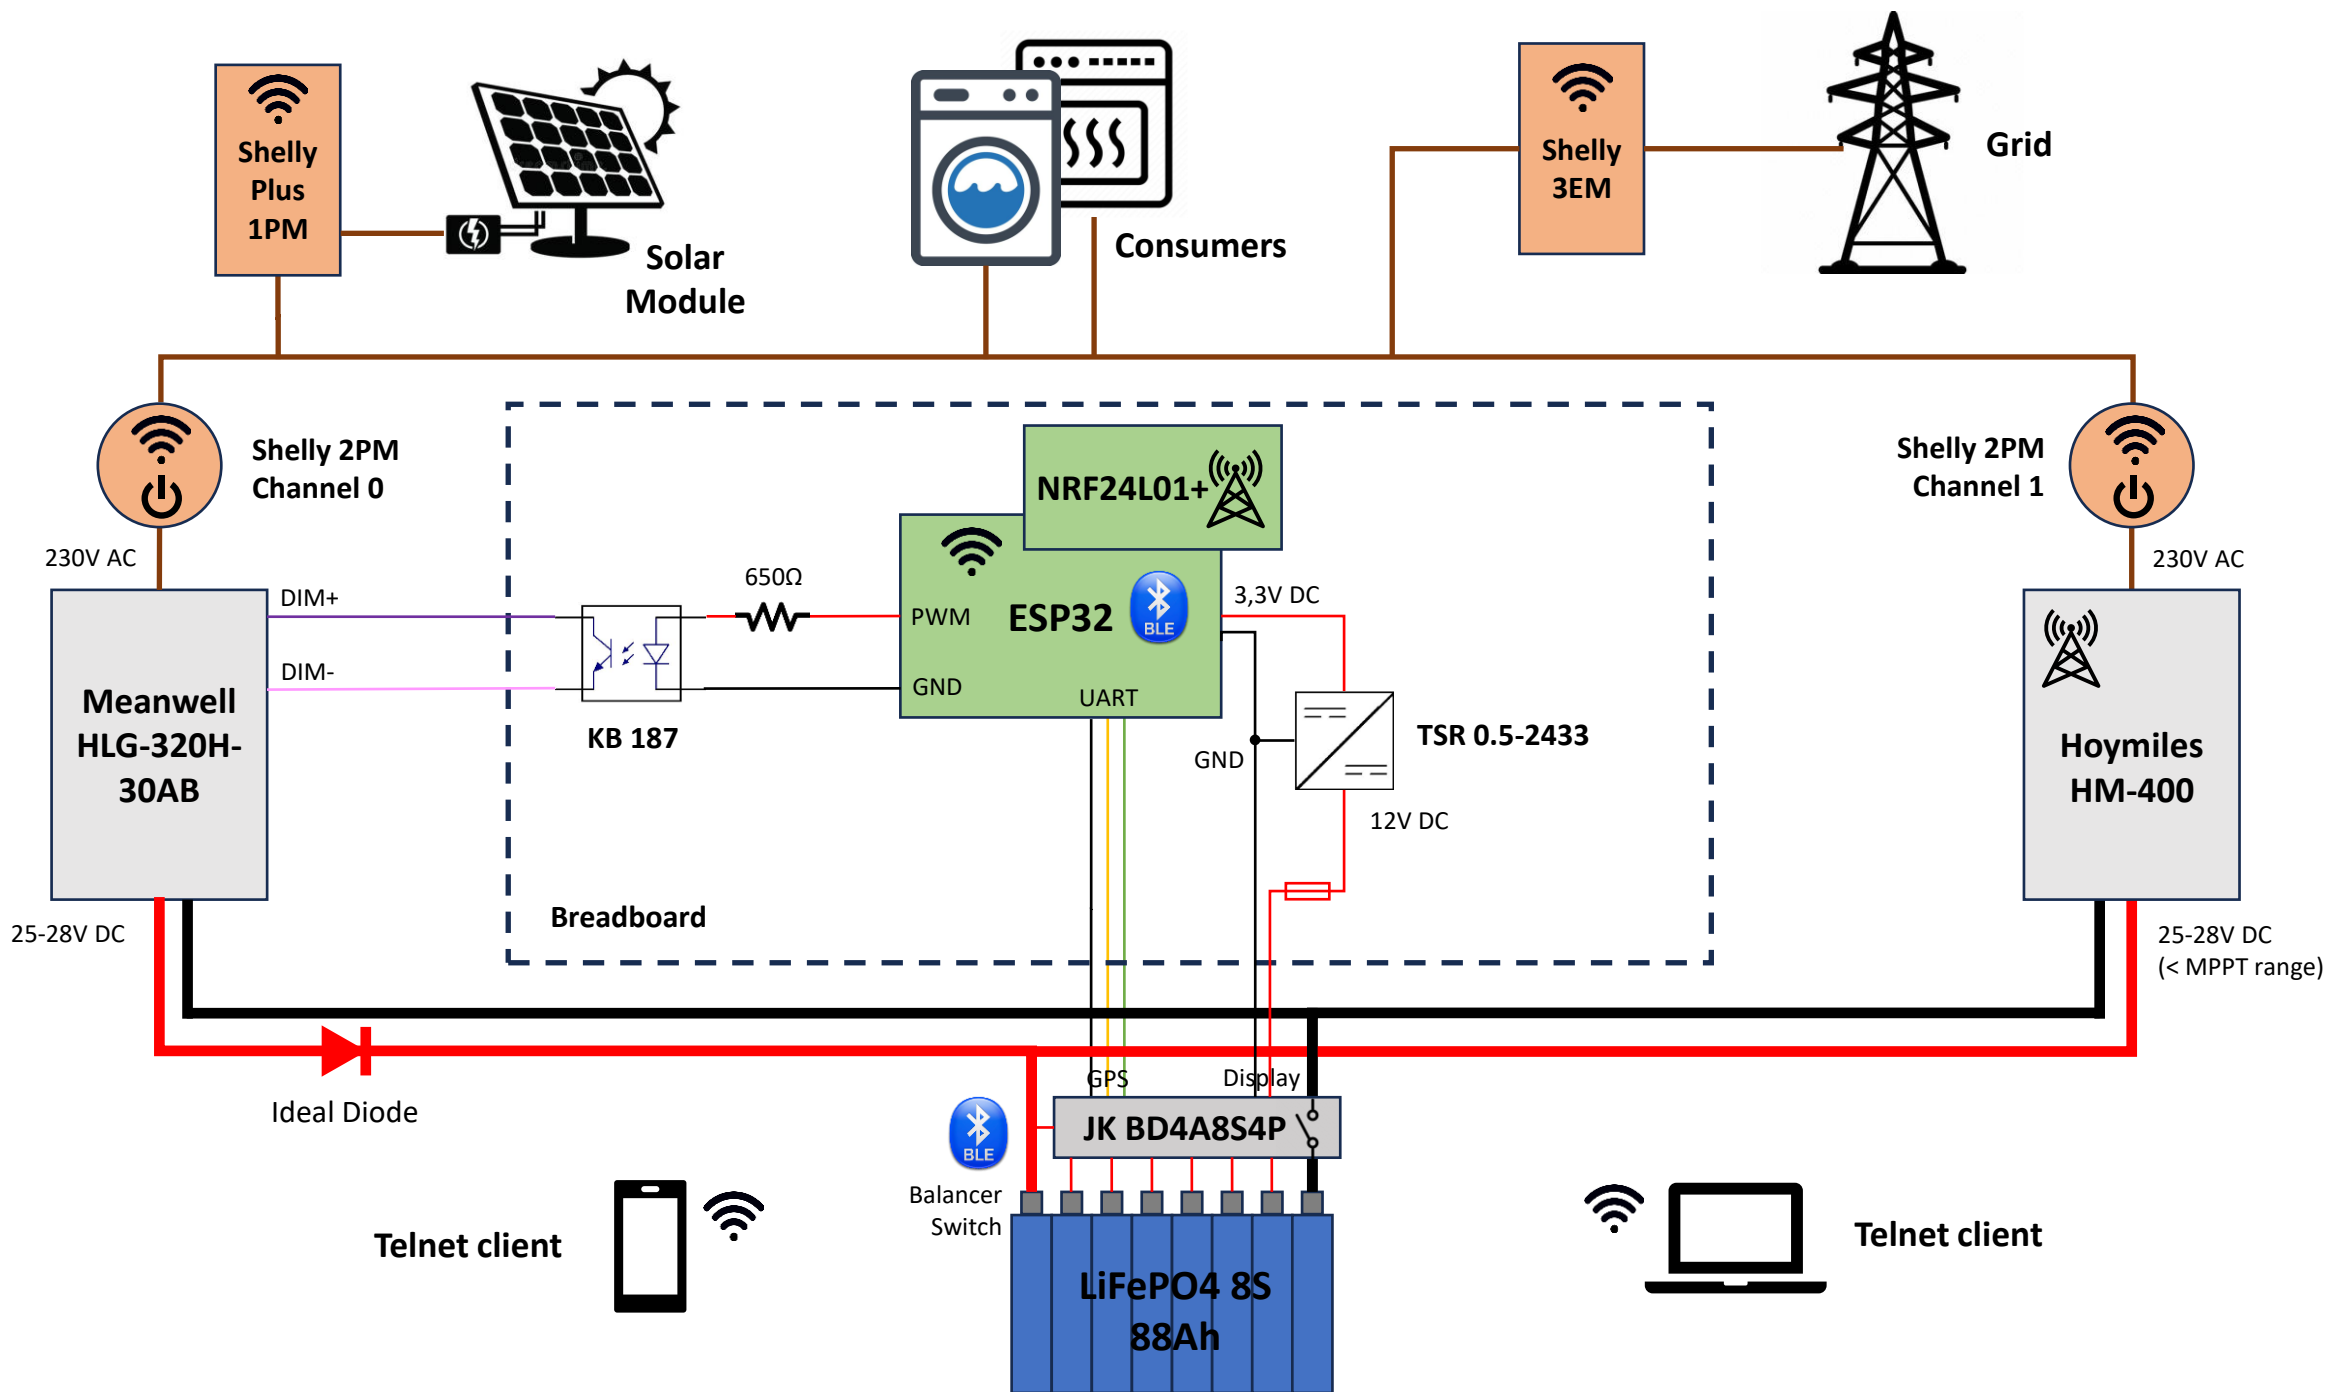 Shelly
Plus
1PM
Solar
Module
Consumers
Shelly
3EM
Grid
Shelly 2PM
Channel 0
Shelly 2PM
Channel 1
NRF24L01+
230V AC
230V AC
650Ω
DIM+
PWM
ESP32
BLE
3,3V DC
DIM-
GND
UART
Meanwell
HLG-320H-
30AB
KB 187
GND
TSR 0.5-2433
Hoymiles
HM-400
12V DC
Breadboard
25-28V DC
25-28V DC
(< MPPT range)
GPS
Display
Ideal Diode
BLE
JK BD4A8S4P
Balancer
Switch
Telnet client
Telnet client
LiFePO4 8S
88Ah